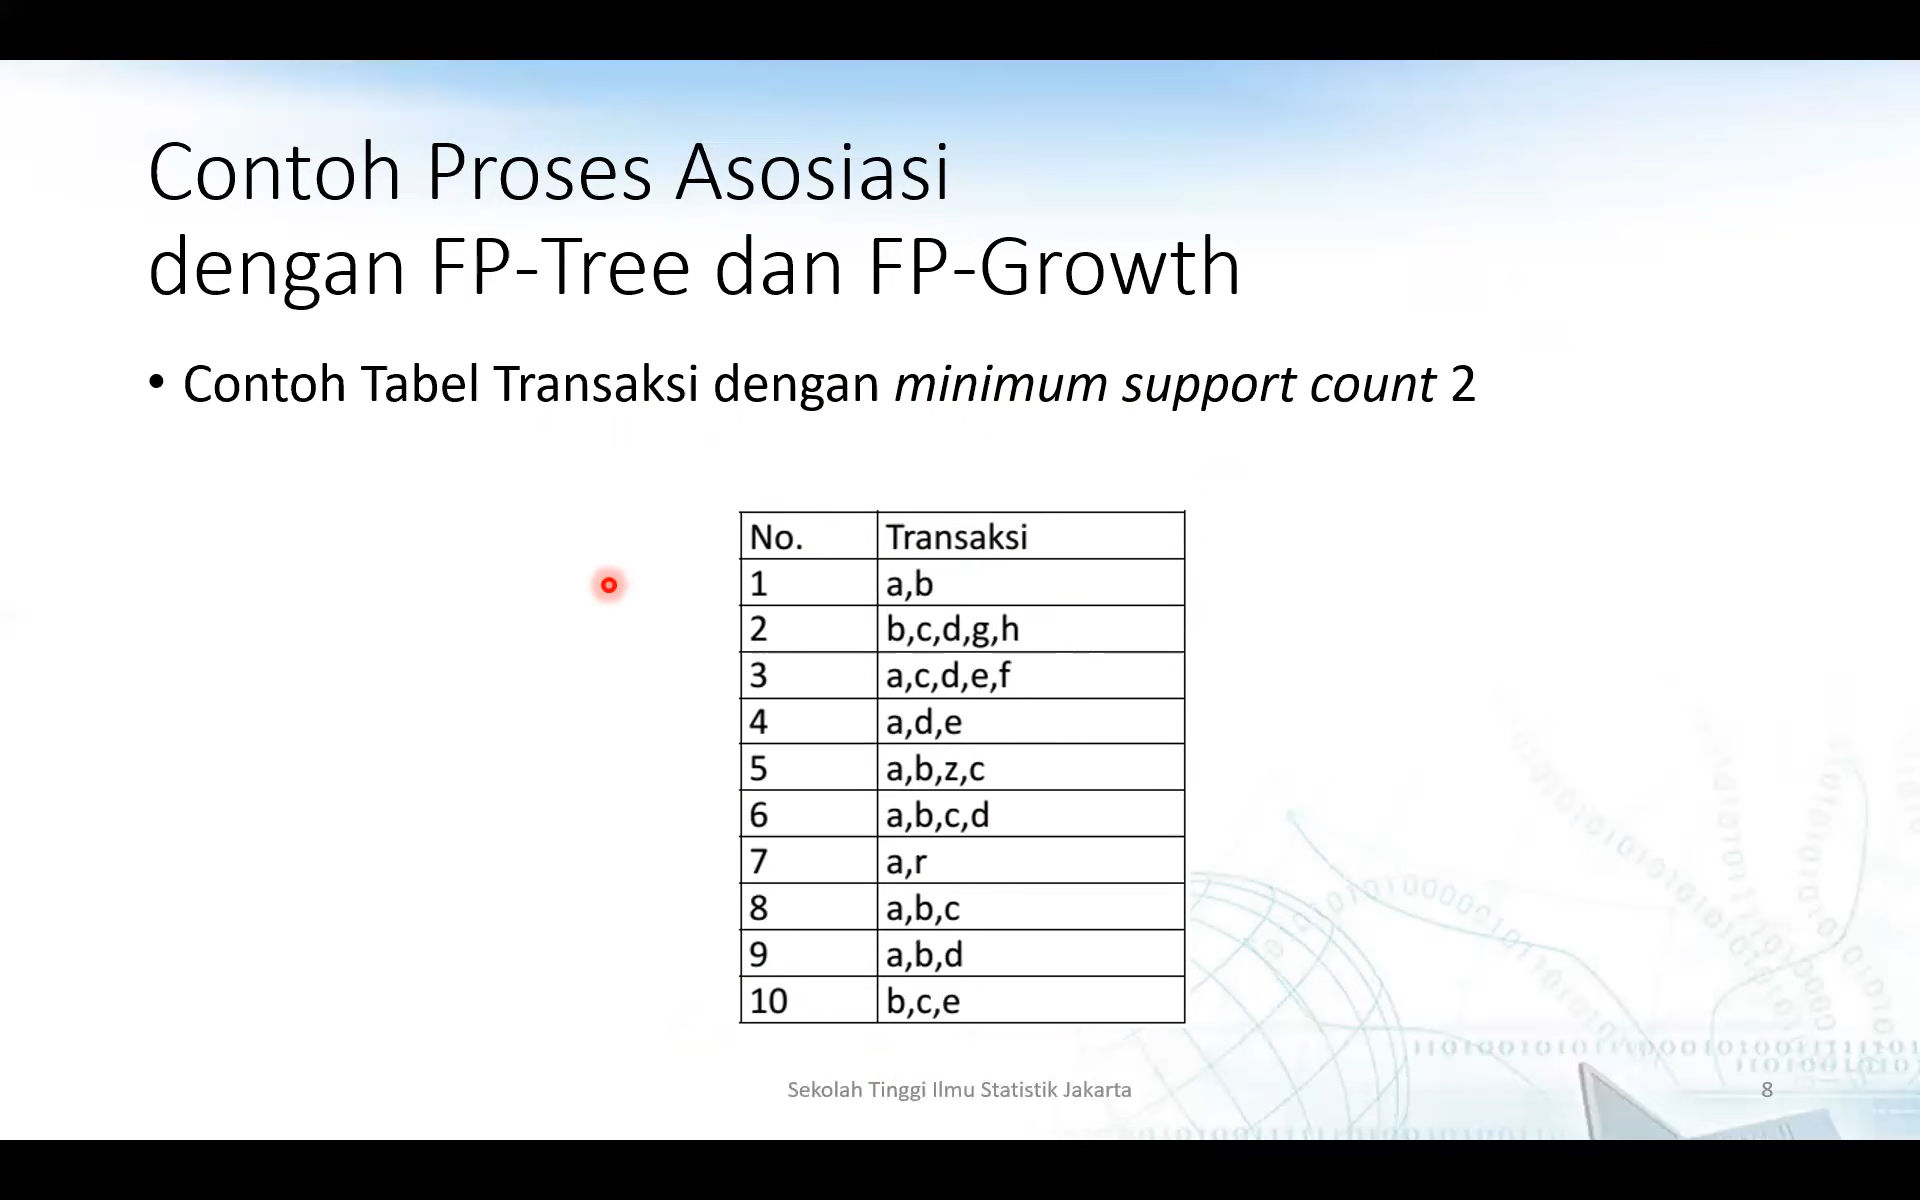 Contoh Proses Asosiasi
dengan FP-Tree dan FP-Growth
• Contoh Tabel Transaksi dengan minimum support count 2
No. Transaksi
1 a,b
2 b,c,d,g,h
3 a,c,d,e,f
4 a,d,e
5 a,b,z,c
6 a,b,c,d
7 a,r
8 a,b,c
9 a,b,d
10 b,c,e
Sekolah Tinggi Ilmu Statistik Jakarta
8